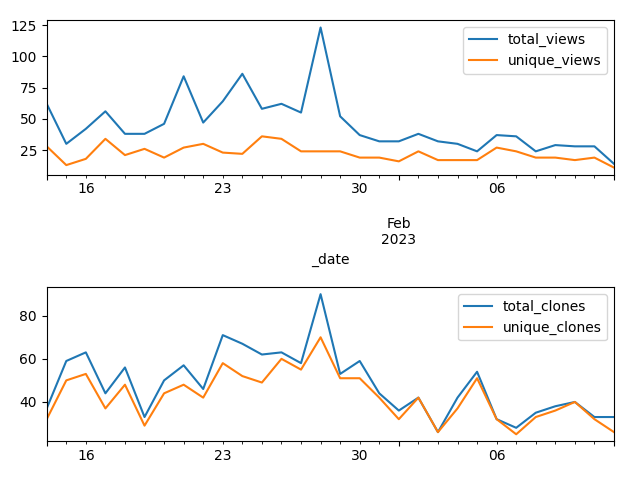 125
100
75
50
25
total_views
unique_views
16
23
30
06
Feb
2023
_date
80
60
40
total_clones
unique_clones
16
23
30
06